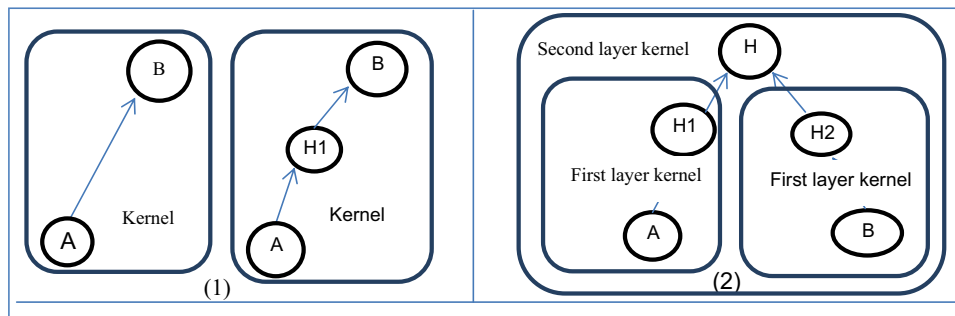 B
A
Kernel
B
H1
A
Kernel
(1)
Second layer kernel
H
H1
First layer kernel
A
H2
First layer kernel
B
(2)